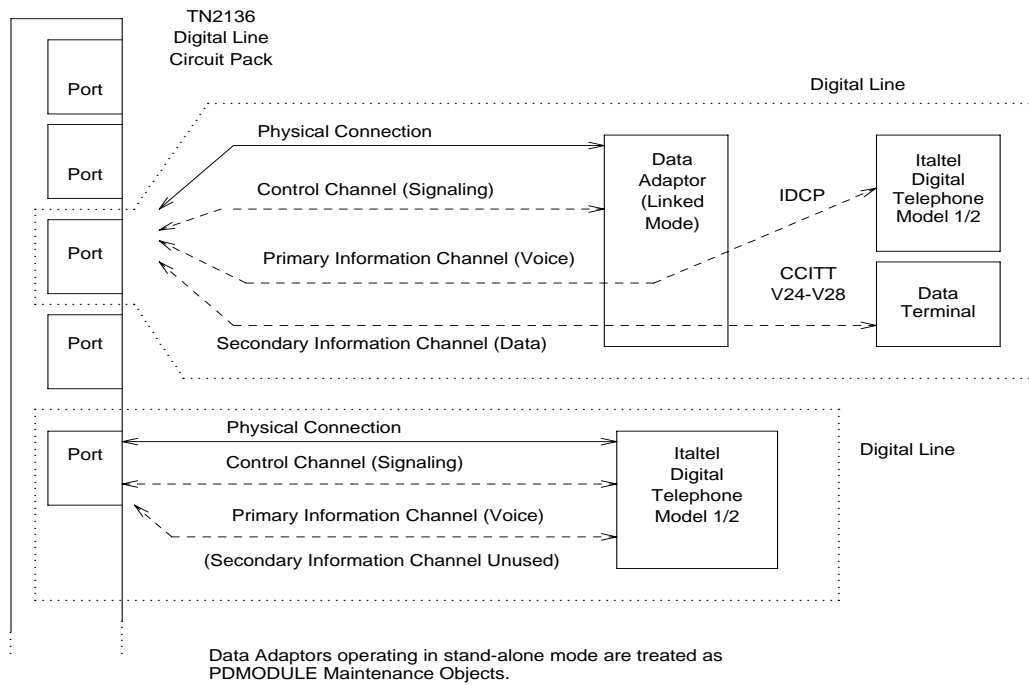 TN2136
Digital Line
Circuit Pack
Port
Digital Line
Physical Connection
Port
Data
Adaptor
(Linked
Mode)
Italtel
Digital
Telephone
Model 1/2
Control Channel (Signaling)
IDCP
Port
Primary Information Channel (Voice)
CCITT
V24-V28
Data
Terminal
Port
Secondary Information Channel (Data)
Physical Connection
Digital Line
Port
Control Channel (Signaling)
Italtel
Digital
Telephone
Model 1/2
Primary Information Channel (Voice)
(Secondary Information Channel Unused)
Data Adaptors operating in stand-alone mode are treated as
PDMODULE Maintenance Objects.